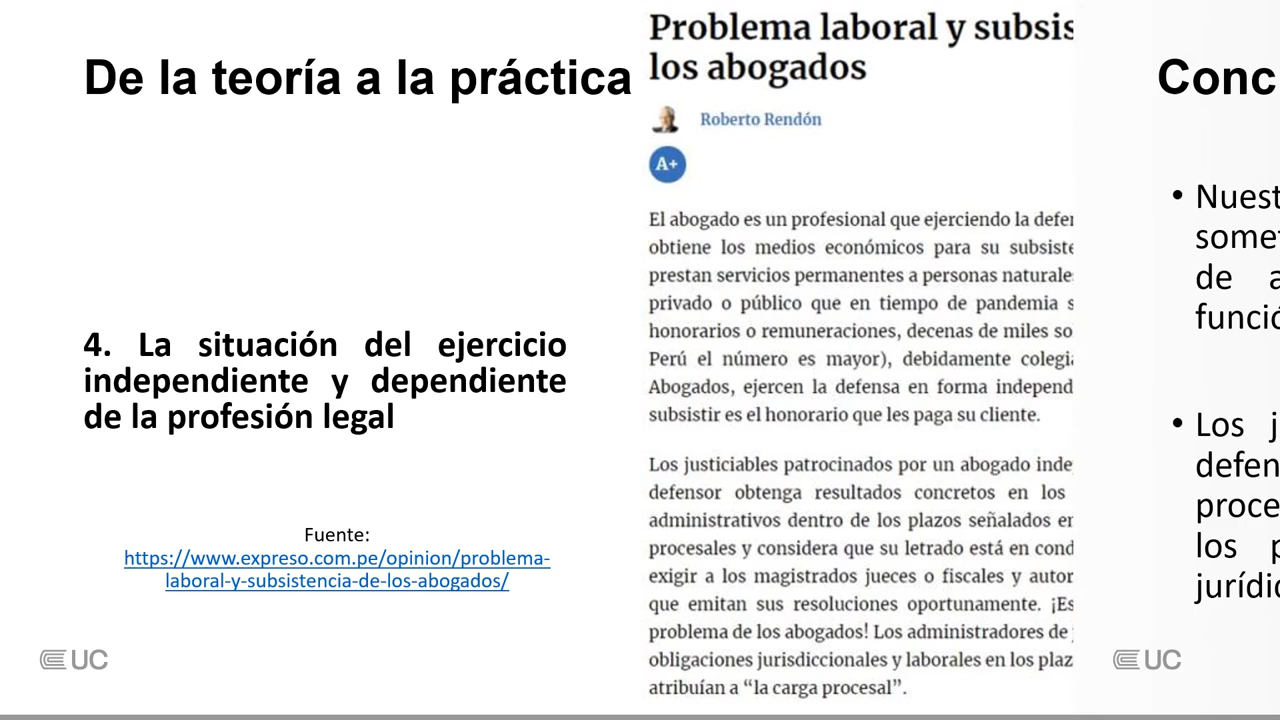 De la teoría a la práctica
4. La situación del ejercicio
independiente y dependiente
de la profesión legal
Fuente:
https://www.expreso.com.pe/opinion/problema-
laboral-y-subsistencia-de-los-abogados/
UC
Problema laboral y subsis
los abogados
Roberto Rendón
A+
El abogado es un profesional que ejerciendo la defen
obtiene los medios económicos para su subsiste
prestan servicios permanentes a personas naturale
privado o público que en tiempo de pandemia s
honorarios o remuneraciones, decenas de miles so
Perú el número es mayor), debidamente colegia
Abogados, ejercen la defensa en forma independ
subsistir es el honorario que les paga su cliente.
Los justiciables patrocinados por un abogado inde
defensor obtenga resultados concretos en los
administrativos dentro de los plazos señalados en
procesales y considera que su letrado está en cond
exigir a los magistrados jueces o fiscales y autor
que emitan sus resoluciones oportunamente. ¡Es
problema de los abogados! Los administradores de
obligaciones jurisdiccionales y laborales en los plaz
atribuían a “la carga procesal”.
Conc
• Nuest
somet
de a
funció
• Los j
defen
proce
los p
jurídic
UC